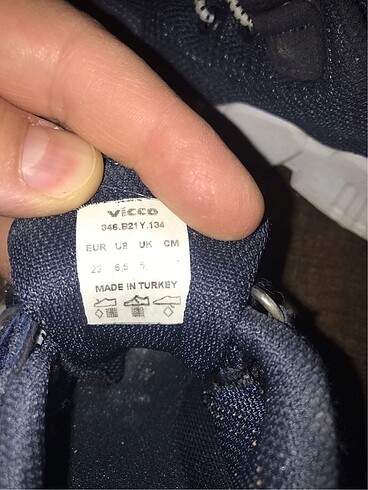 vicco
346.B21Y.134
EUR US UK CM
22 6,5 5
MADE IN TURKEY